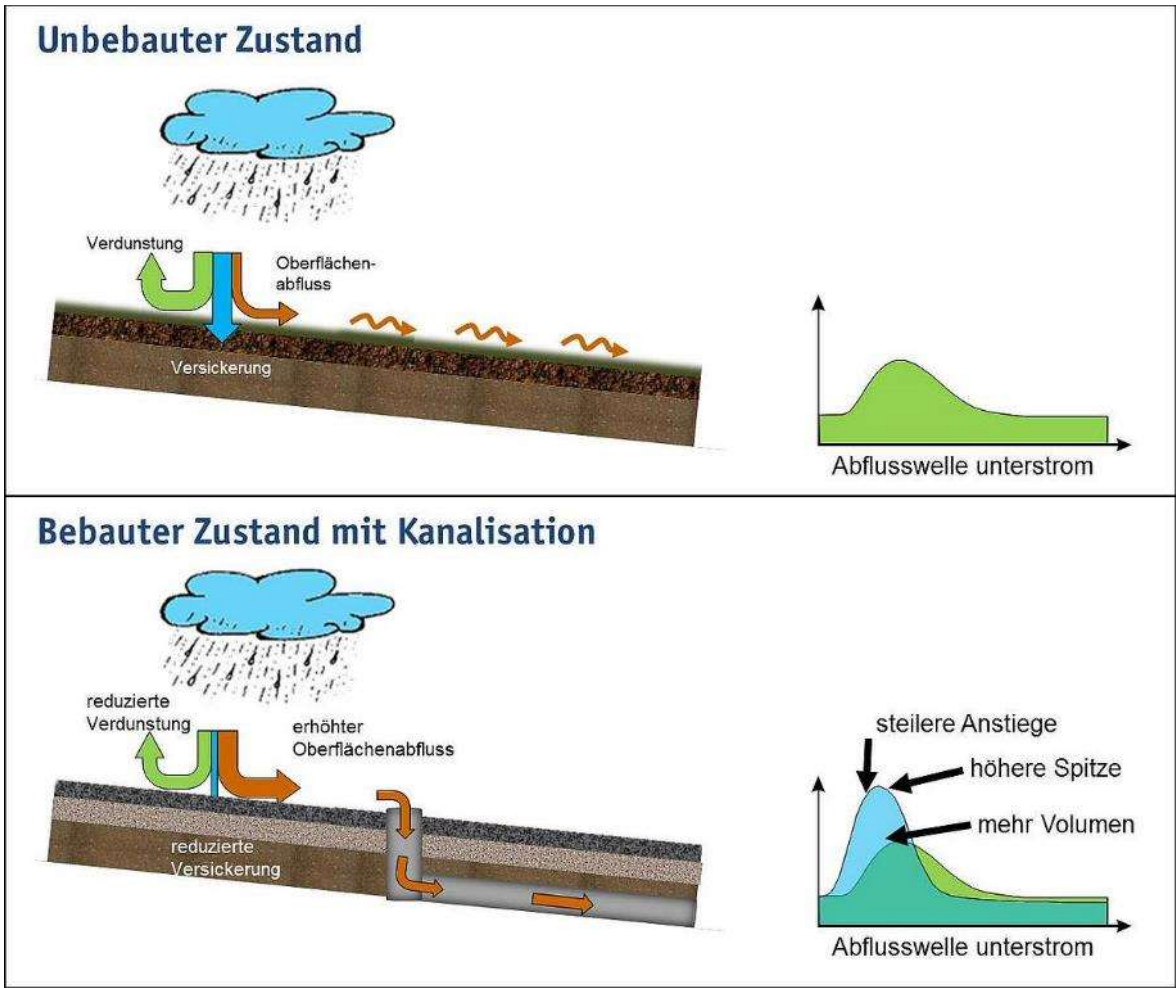 Unbebauter Zustand
Verdunstung
Oberflächen-
abfluss
Versickerung
Abflusswelle unterstrom
Bebauter Zustand mit Kanalisation
reduzierte
Verdunstung
erhöhter
Oberflächenabfluss
reduzierte
Versickerung
steilere Anstiege
höhere Spitze
mehr Volumen
Abflusswelle unterstrom